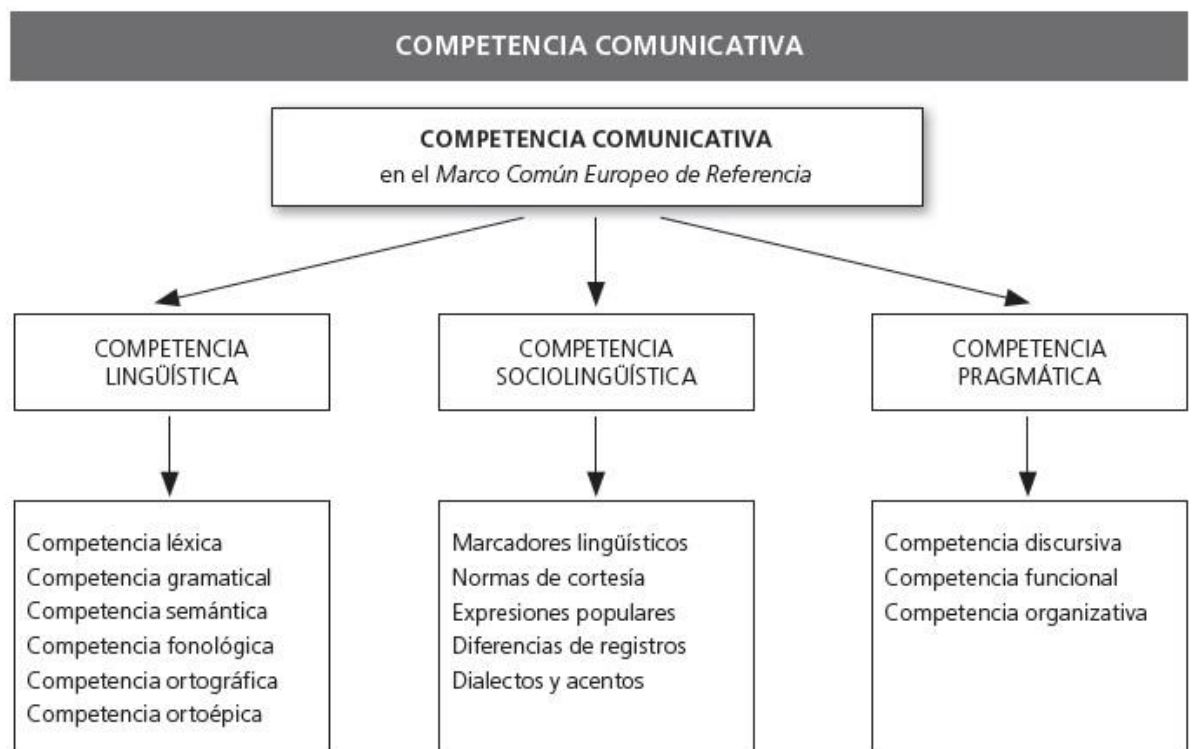 COMPETENCIA COMUNICATIVA
COMPETENCIA COMUNICATIVA
en el Marco Común Europeo de Referencia
COMPETENCIA
LINGÜÍSTICA
COMPETENCIA
SOCIOLINGÜÍSTICA
COMPETENCIA
PRAGMÁTICA
Competencia léxica
Competencia gramatical
Competencia semántica
Competencia fonológica
Competencia ortográfica
Competencia ortoépica
Marcadores lingüísticos
Normas de cortesía
Expresiones populares
Diferencias de registros
Dialectos y acentos
Competencia discursiva
Competencia funcional
Competencia organizativa